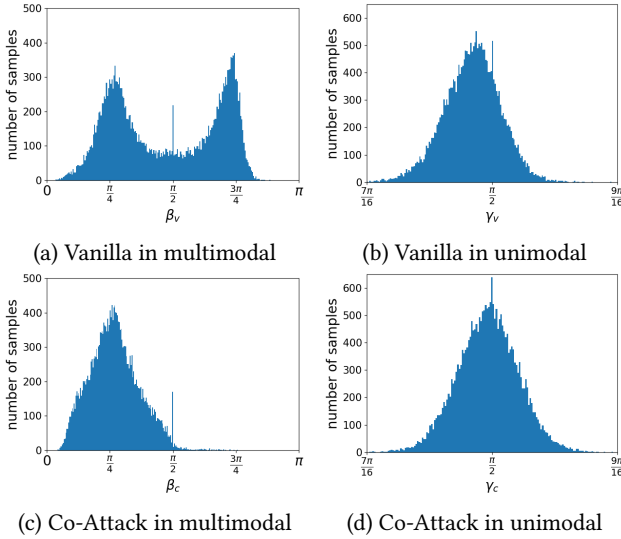 number of samples
500
400
300
200
100
0
0
π/4
π/2
3π/4
π
β_v
(a) Vanilla in multimodal
number of samples
600
500
400
300
200
100
0
7π/16
π/2
9π/16
γ_v
(b) Vanilla in unimodal
number of samples
500
400
300
200
100
0
0
π/4
π/2
3π/4
π
β_c
(c) Co-Attack in multimodal
number of samples
600
500
400
300
200
100
0
7π/16
π/2
9π/16
γ_c
(d) Co-Attack in unimodal